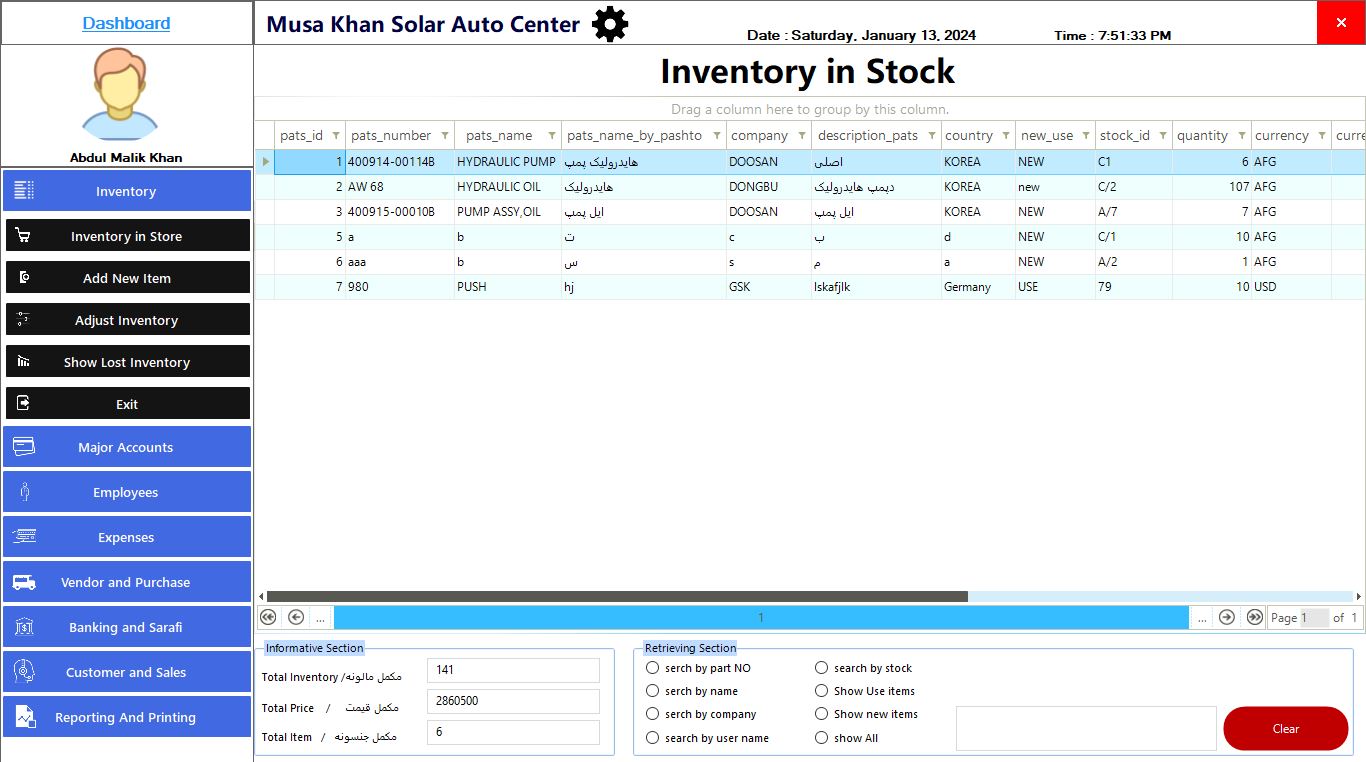 Dashboard
Musa Khan Solar Auto Center
Date : Saturday, January 13, 2024
Time : 7:51:33 PM
Abdul Malik Khan
Inventory
Inventory in Store
Add New Item
Adjust Inventory
Show Lost Inventory
Exit
Major Accounts
Employees
Expenses
Vendor and Purchase
Banking and Sarafi
Customer and Sales
Reporting And Printing
Inventory in Stock
Drag a column here to group by this column.
pats_id pats_number pats_name pats_name_by_pashto company description_pats country new_use stock_id quantity currency curre
1 400914-00114B HYDRAULIC PUMP هایدرولیک پمپ DOOSAN اصلی KOREA NEW C1 6 AFG
2 AW 68 HYDRAULIC OIL هایدرولیک DONGBU دپمپ هایدرولیک KOREA new C/2 107 AFG
3 400915-00010B PUMP ASSY,OIL ایل پمپ DOOSAN ایل پمپ KOREA NEW A/7 7 AFG
5 a b ت c ب d NEW C/1 10 AFG
6 aaa b س s م a NEW A/2 1 AFG
7 980 PUSH hj GSK lskafjlk Germany USE 79 10 USD
... 1 ... Page 1 of 1
Informative Section
Total Inventory/مکمل مالونه 141
Total Price / مکمل قیمت 2860500
Total Item / مکمل جنسونه 6
Retrieving Section
serch by part NO
serch by name
serch by company
search by user name
search by stock
Show Use items
Show new items
show All
Clear